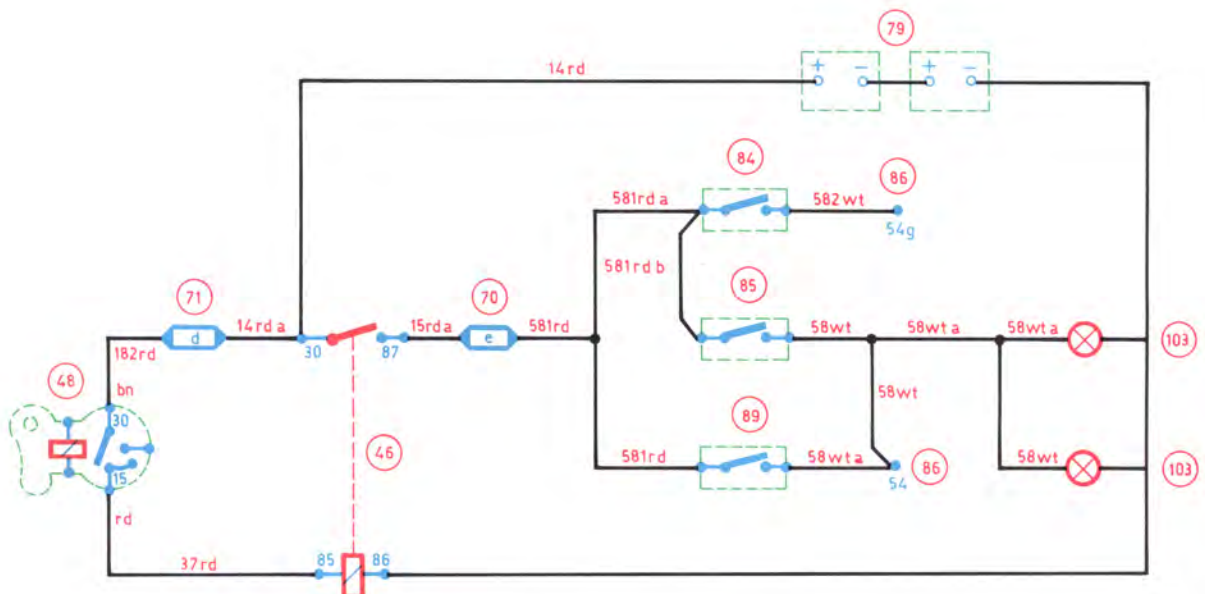 79
14rd
+ - + -
84
86
581rd a
582wt
54g
581rd b
85
71
70
14rd a
15rd a
581rd
58wt
58wt a
58wt a
103
d
e
30
87
182rd
48
bn
58wt
30
89
46
581rd
58wt a
86
58wt
103
15
54
rd
37rd
85
86